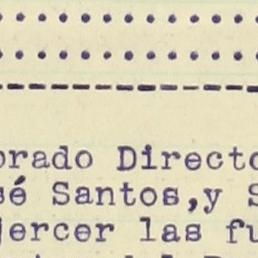 orado Directo
sé Santos,y S
jercer las fu